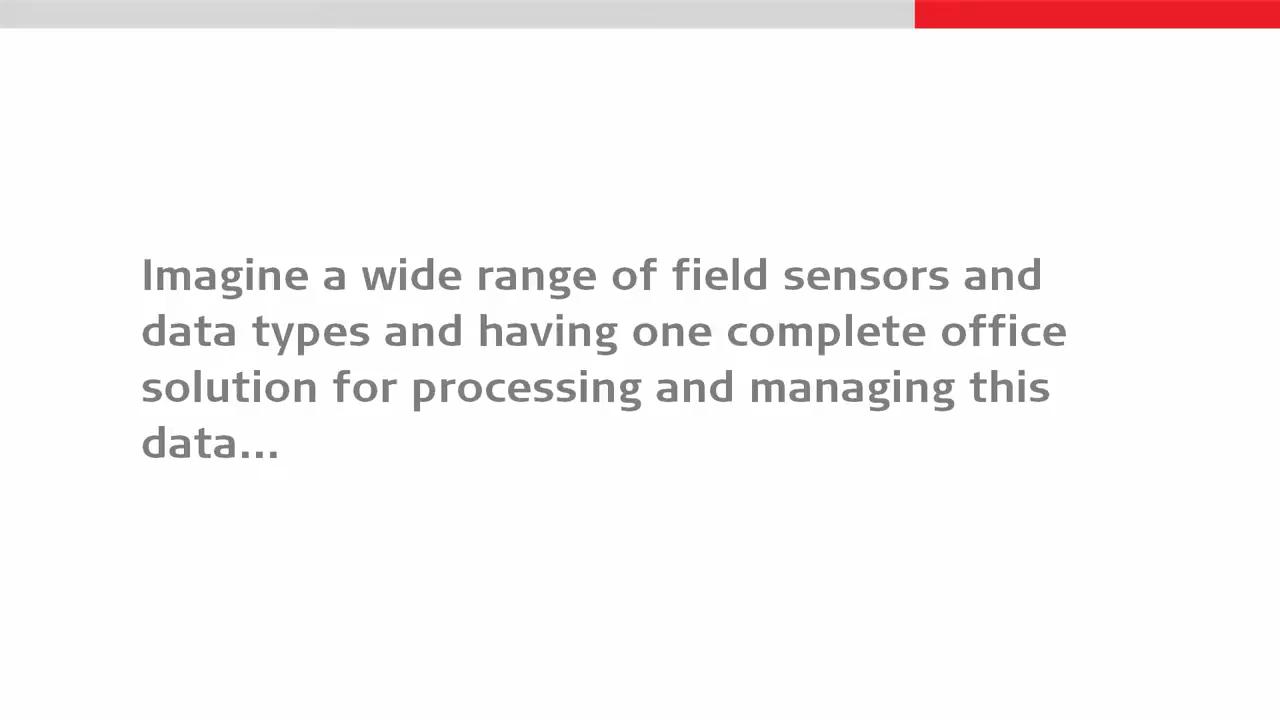 Imagine a wide range of field sensors and
data types and having one complete office
solution for processing and managing this
data...